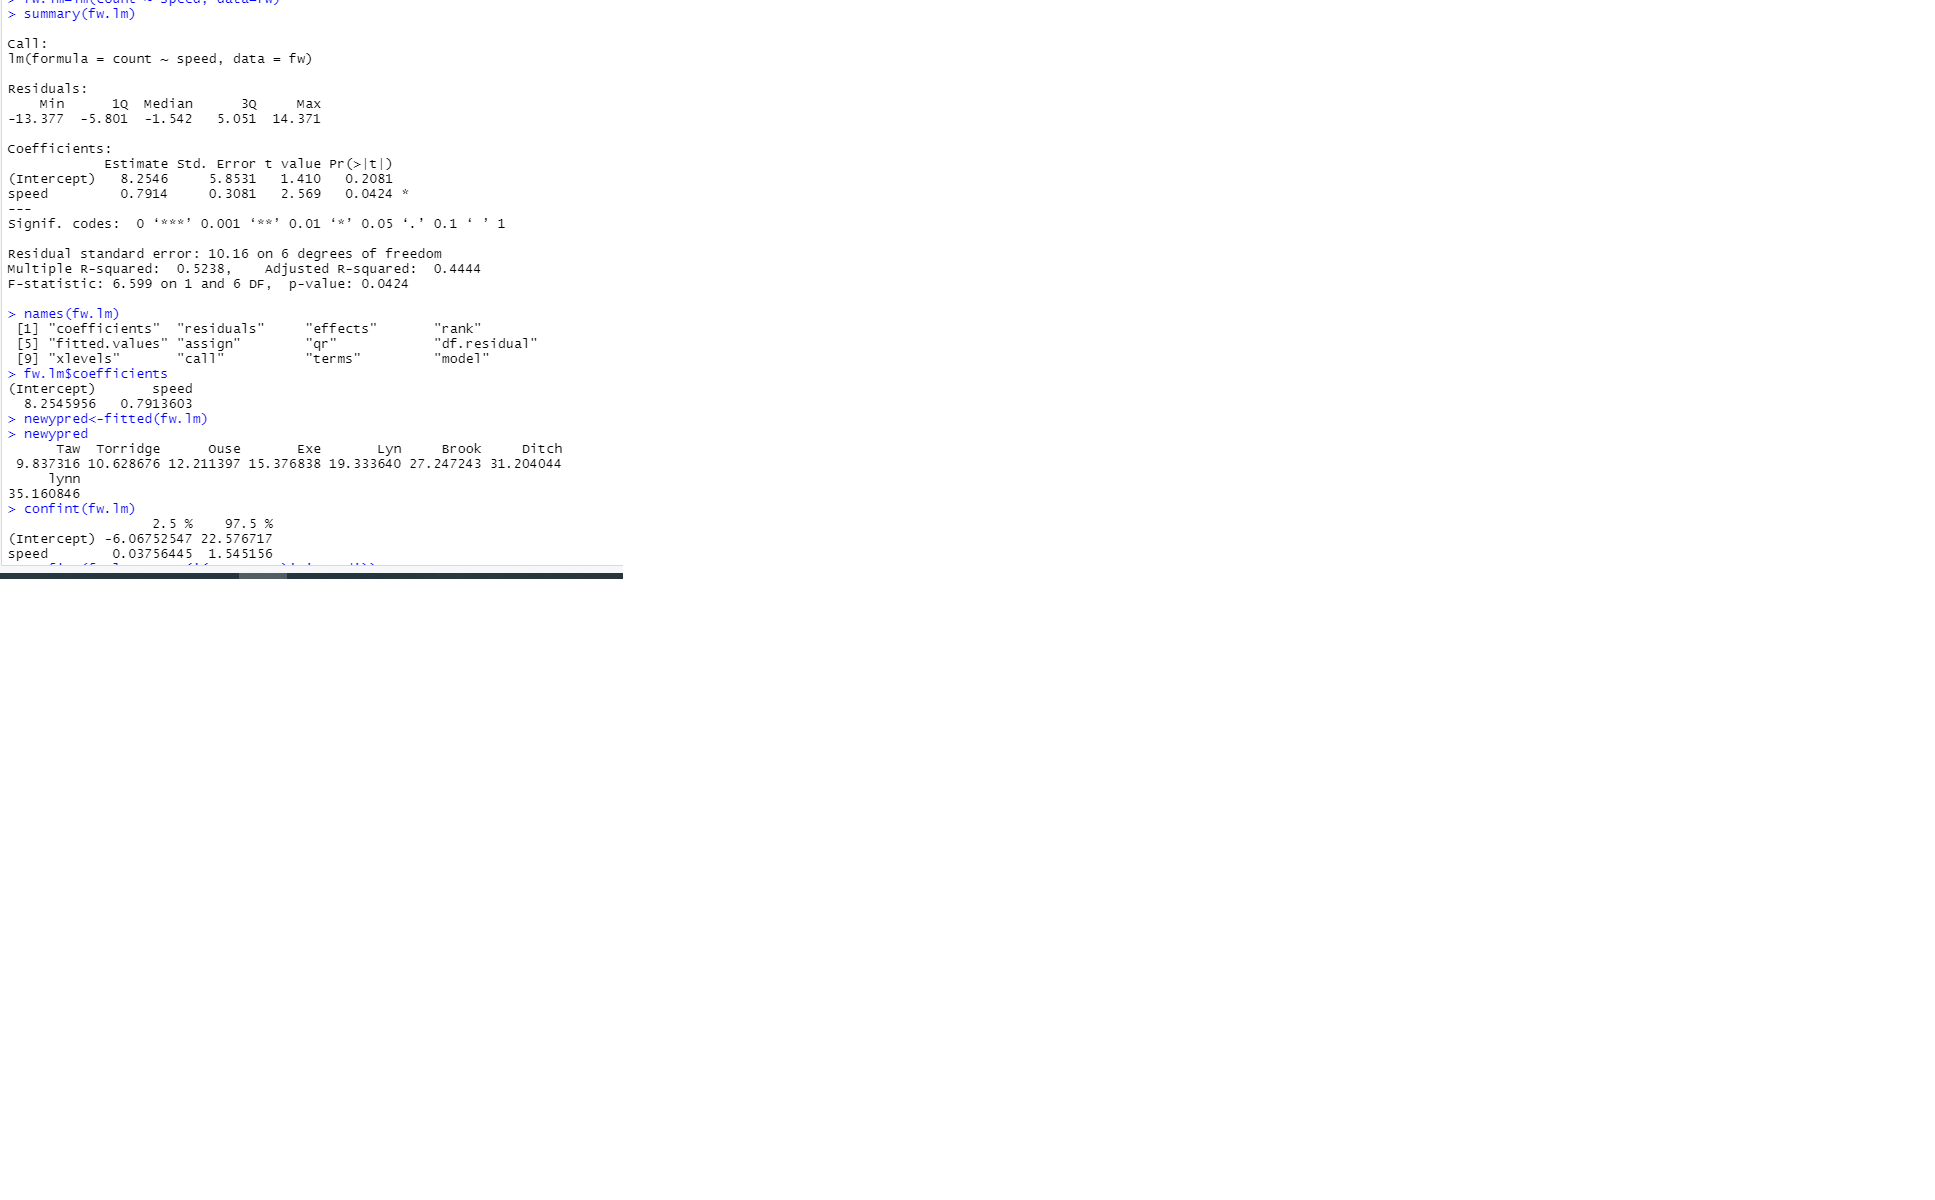 > fw.lm=lm(count ~ speed, data=fw)
> summary(fw.lm)
Call:
lm(formula = count ~ speed, data = fw)
Residuals:
    Min      1Q  Median      3Q     Max
-13.377  -5.801  -1.542   5.051  14.371
Coefficients:
            Estimate Std. Error t value Pr(>|t|)
(Intercept)   8.2546     5.8531   1.410   0.2081
speed         0.7914     0.3081   2.569   0.0424 *
---
Signif. codes:  0 ‘***’ 0.001 ‘**’ 0.01 ‘*’ 0.05 ‘.’ 0.1 ‘ ’ 1
Residual standard error: 10.16 on 6 degrees of freedom
Multiple R-squared:  0.5238,    Adjusted R-squared:  0.4444
F-statistic: 6.599 on 1 and 6 DF,  p-value: 0.0424
> names(fw.lm)
 [1] "coefficients"  "residuals"     "effects"       "rank"
 [5] "fitted.values" "assign"        "qr"            "df.residual"
 [9] "xlevels"       "call"          "terms"         "model"
> fw.lm$coefficients
(Intercept)       speed
  8.2545956   0.7913603
> newypred<-fitted(fw.lm)
> newypred
      Taw  Torridge      Ouse       Exe       Lyn     Brook     Ditch
 9.837316 10.628676 12.211397 15.376838 19.333640 27.247243 31.204044
     lynn
35.160846
> confint(fw.lm)
                  2.5 %    97.5 %
(Intercept) -6.06752547 22.576717
speed        0.03756445  1.545156